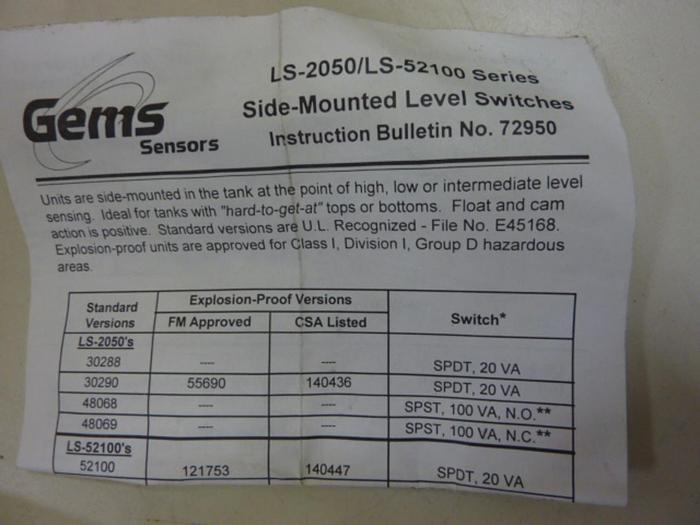 Gems
Sensors
LS-2050/LS-52100 Series
Side-Mounted Level Switches
Instruction Bulletin No. 72950
Units are side-mounted in the tank at the point of high, low or intermediate level
sensing. Ideal for tanks with "hard-to-get-at" tops or bottoms. Float and cam
action is positive. Standard versions are U.L. Recognized - File No. E45168.
Explosion-proof units are approved for Class I, Division I, Group D hazardous
areas.
Standard Versions Explosion-Proof Versions Switch*
FM Approved CSA Listed
LS-2050's
30288 ---- ---- SPDT, 20 VA
30290 55690 140436 SPDT, 20 VA
48068 ---- ---- SPST, 100 VA, N.O.**
48069 ---- ---- SPST, 100 VA, N.C.**
LS-52100's
52100 121753 140447 SPDT, 20 VA